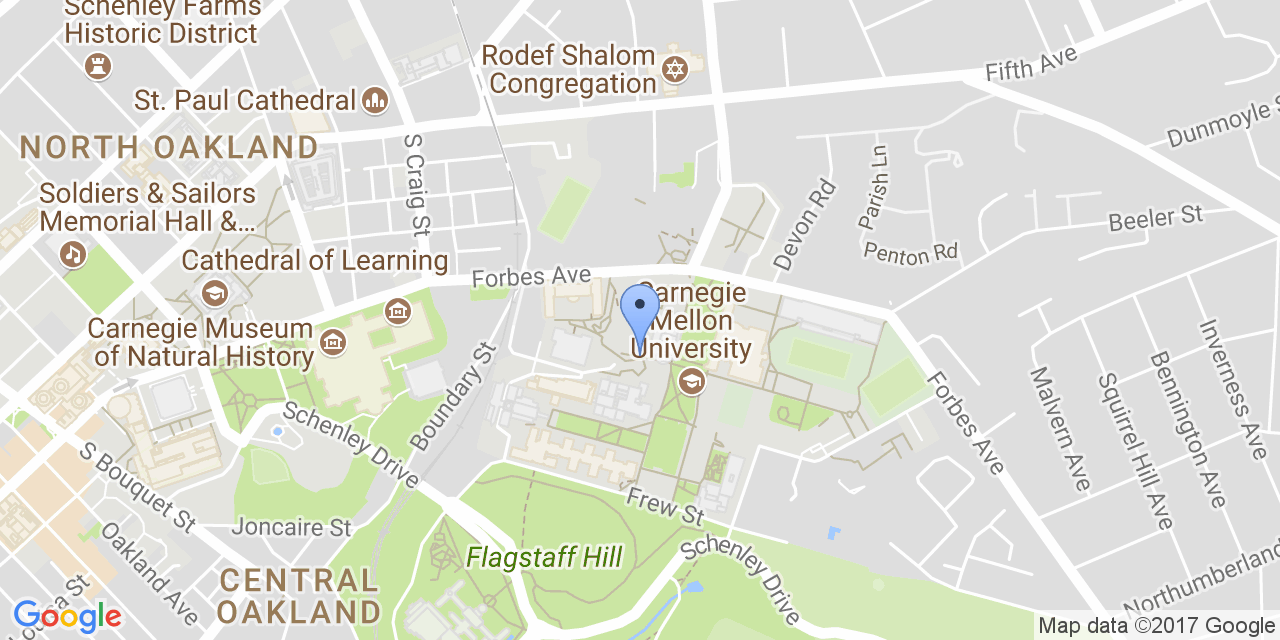 Schenley Farms
Historic District
Rodef Shalom
Congregation
Fifth Ave
St. Paul Cathedral
Dunmoyle S
NORTH OAKLAND
S Craig St
Parish Ln
Devon Rd
Soldiers & Sailors
Memorial Hall &...
Beeler St
Penton Rd
Cathedral of Learning
Forbes Ave
Carnegie
Mellon
University
Carnegie Museum
of Natural History
Boundary St
Inverness Ave
Bennington Ave
Squirrel Hill Ave
Malvern Ave
Forbes Ave
Schenley Drive
S Bouquet St
Frew St
Joncaire St
Oakland Ave
Flagstaff Hill
Schenley Drive
CENTRAL
OAKLAND
Northumberland
Google
Map data ©2017 Google